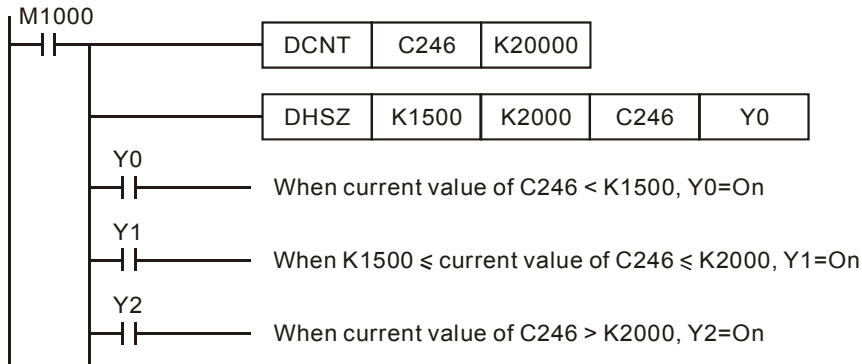 M1000
DCNT C246 K20000
DHSZ K1500 K2000 C246 Y0
Y0
When current value of C246 < K1500, Y0=On
Y1
When K1500 ⩽ current value of C246 ⩽ K2000, Y1=On
Y2
When current value of C246 > K2000, Y2=On